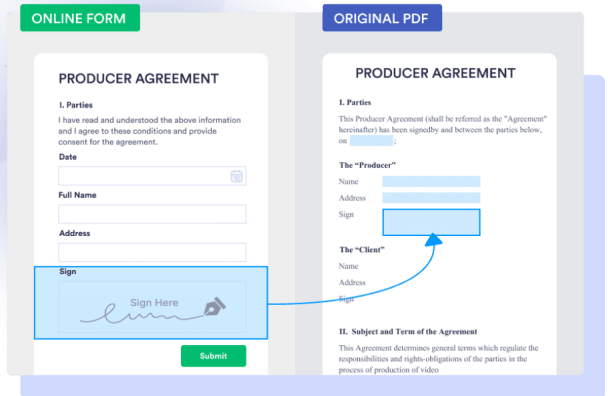 ONLINE FORM
PRODUCER AGREEMENT
I. Parties
I have read and understood the above information
and I agree to these conditions and provide
consent for the agreement.
Date
Full Name
Address
Sign
Sign Here
Submit
ORIGINAL PDF
PRODUCER AGREEMENT
I. Parties
This Producer Agreement (shall be referred as the "Agreement"
hereinafter) has been signedby and between the parties below,
on ;
The “Producer”
Name
Address
Sign
The “Client”
Name
Address
Sign
II. Subject and Term of the Agreement
This Agreement determines general terms which regulate the
responsibilities and rights-obligations of the parties in the
process of production of video